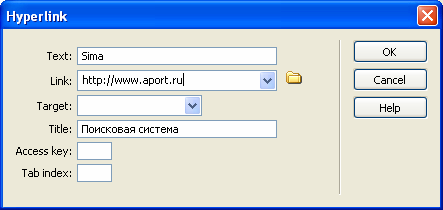 Hyperlink
Text: Sima
Link: http://www.aport.ru
Target:
Title: Поисковая система
Access key:
Tab index:
OK
Cancel
Help